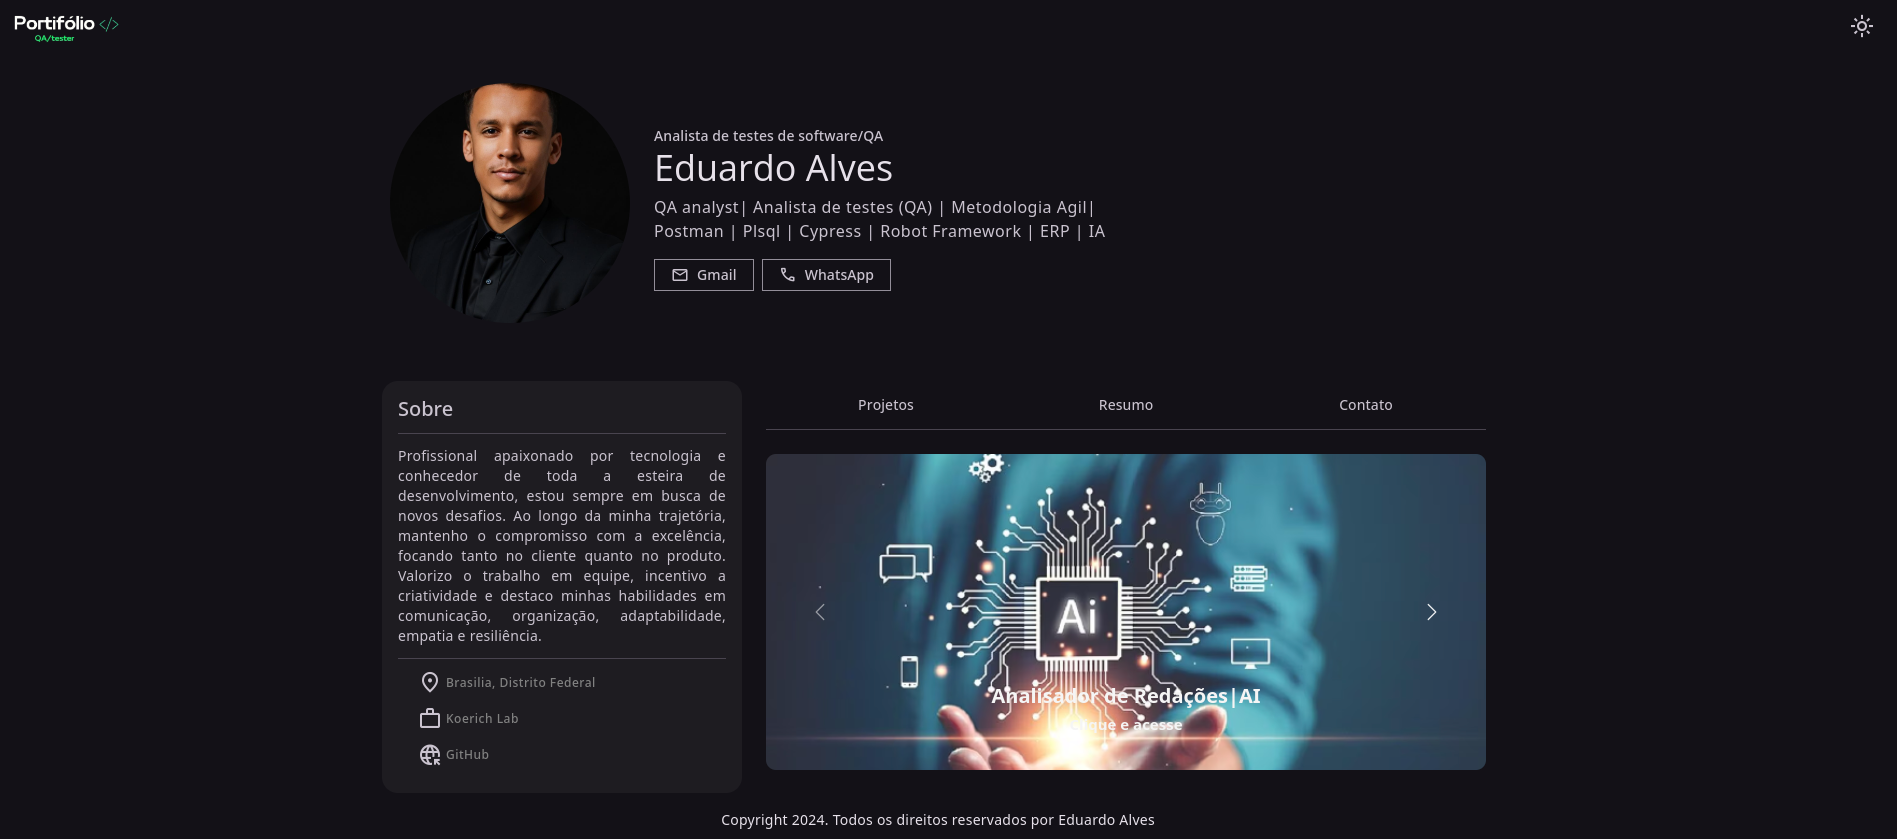 Portifólio </>
QA/tester
Analista de testes de software/QA
Eduardo Alves
QA analyst| Analista de testes (QA) | Metodologia Agil|
Postman | Plsql | Cypress | Robot Framework | ERP | IA
Gmail
WhatsApp
Sobre
Profissional apaixonado por tecnologia e
conhecedor de toda a esteira de
desenvolvimento, estou sempre em busca de
novos desafios. Ao longo da minha trajetória,
mantenho o compromisso com a excelência,
focando tanto no cliente quanto no produto.
Valorizo o trabalho em equipe, incentivo a
criatividade e destaco minhas habilidades em
comunicação, organização, adaptabilidade,
empatia e resiliência.
Brasilia, Distrito Federal
Koerich Lab
GitHub
Projetos
Resumo
Contato
Ai
Analisador de Redações|AI
e acesse
Copyright 2024. Todos os direitos reservados por Eduardo Alves